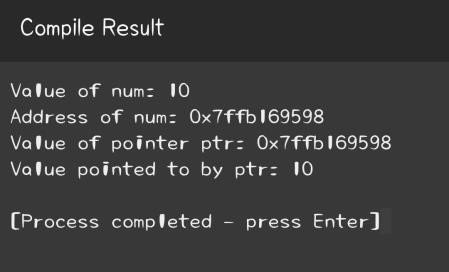 Compile Result
Value of num: 10
Address of num: 0x7ffb169598
Value of pointer ptr: 0x7ffb169598
Value pointed to by ptr: 10
[Process completed - press Enter]